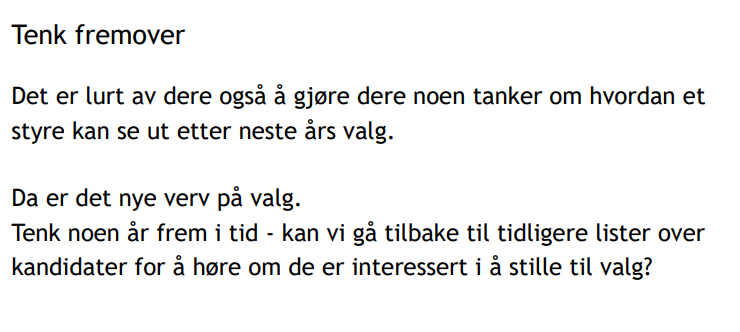 Tenk fremover
Det er lurt av dere også å gjøre dere noen tanker om hvordan et
styre kan se ut etter neste års valg.
Da er det nye verv på valg.
Tenk noen år frem i tid - kan vi gå tilbake til tidligere lister over
kandidater for å høre om de er interessert i å stille til valg?